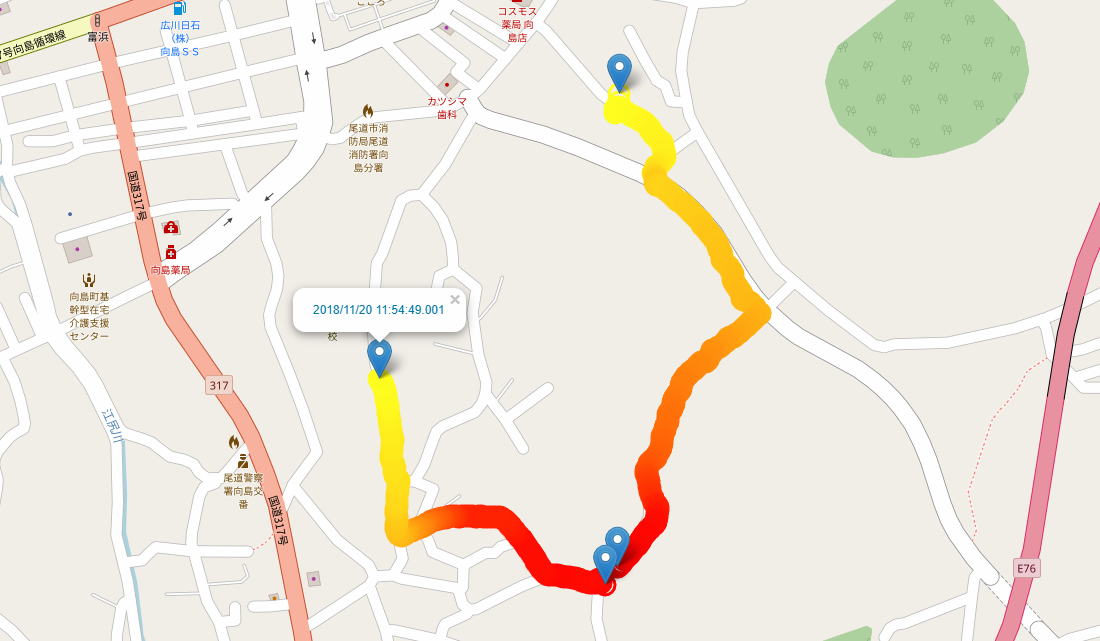 コスモス
薬局 向
島店
広川日石
(株)
向島ＳＳ
富浜
号向島循環線
カツシマ
歯科
尾道市消
防局尾道
消防署向
島分署
国道317号
向島薬局
向島町基
幹型在宅
介護支援
センター
2018/11/20 11:54:49.001
×
校
317
江尻川
尾道警察
署向島交
番
国道317号
E76